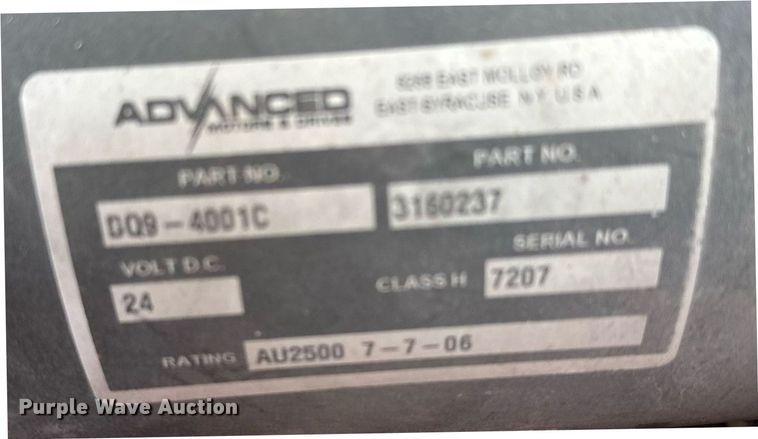 ADVANCED
MOTORS & DRIVES
EAST MOLLOY RD
EAST SYRACUSE N.Y. U.S.A.
PART NO.
PART NO.
DQ9-4001C
3160237
VOLT D.C.
SERIAL NO.
24
CLASS H
7207
RATING AU2500 7-7-06
Purple Wave Auction